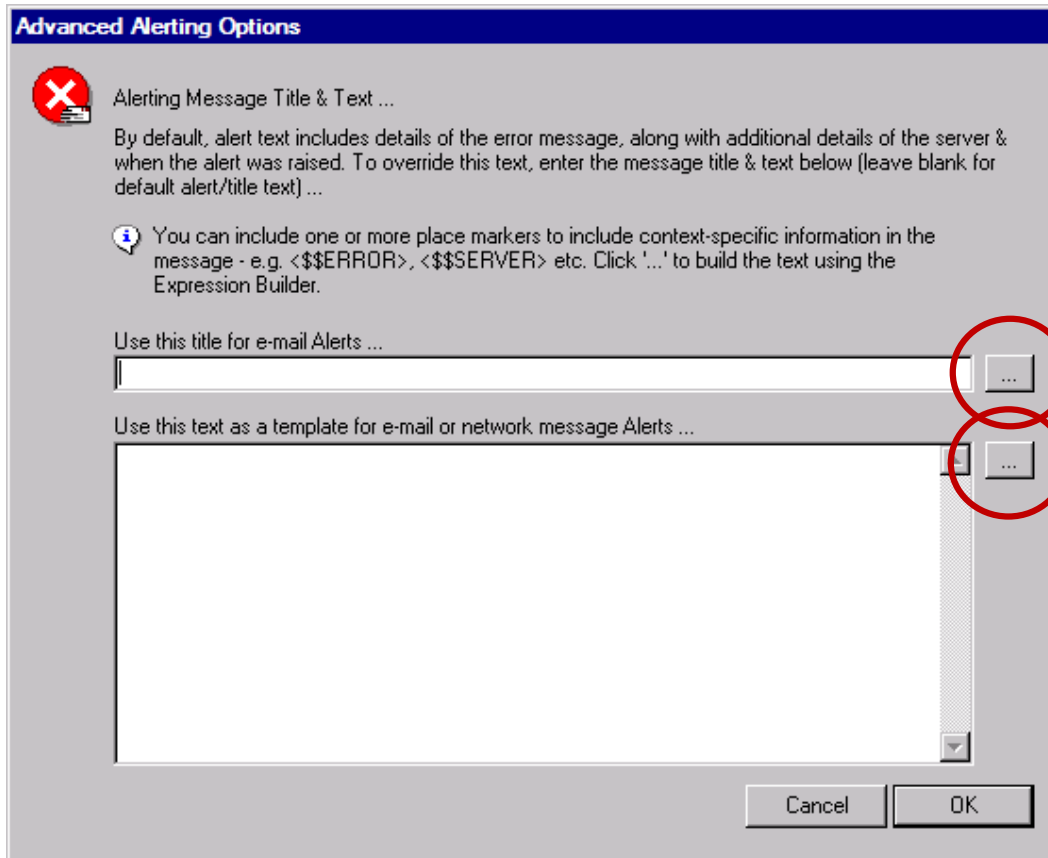 Advanced Alerting Options
Alerting Message Title & Text ...
By default, alert text includes details of the error message, along with additional details of the server &
when the alert was raised. To override this text, enter the message title & text below (leave blank for
default alert/title text) ...
You can include one or more place markers to include context-specific information in the
message - e.g. <$$ERROR>, <$$SERVER> etc. Click '...' to build the text using the
Expression Builder.
Use this title for e-mail Alerts ...
...
Use this text as a template for e-mail or network message Alerts ...
...
Cancel
OK